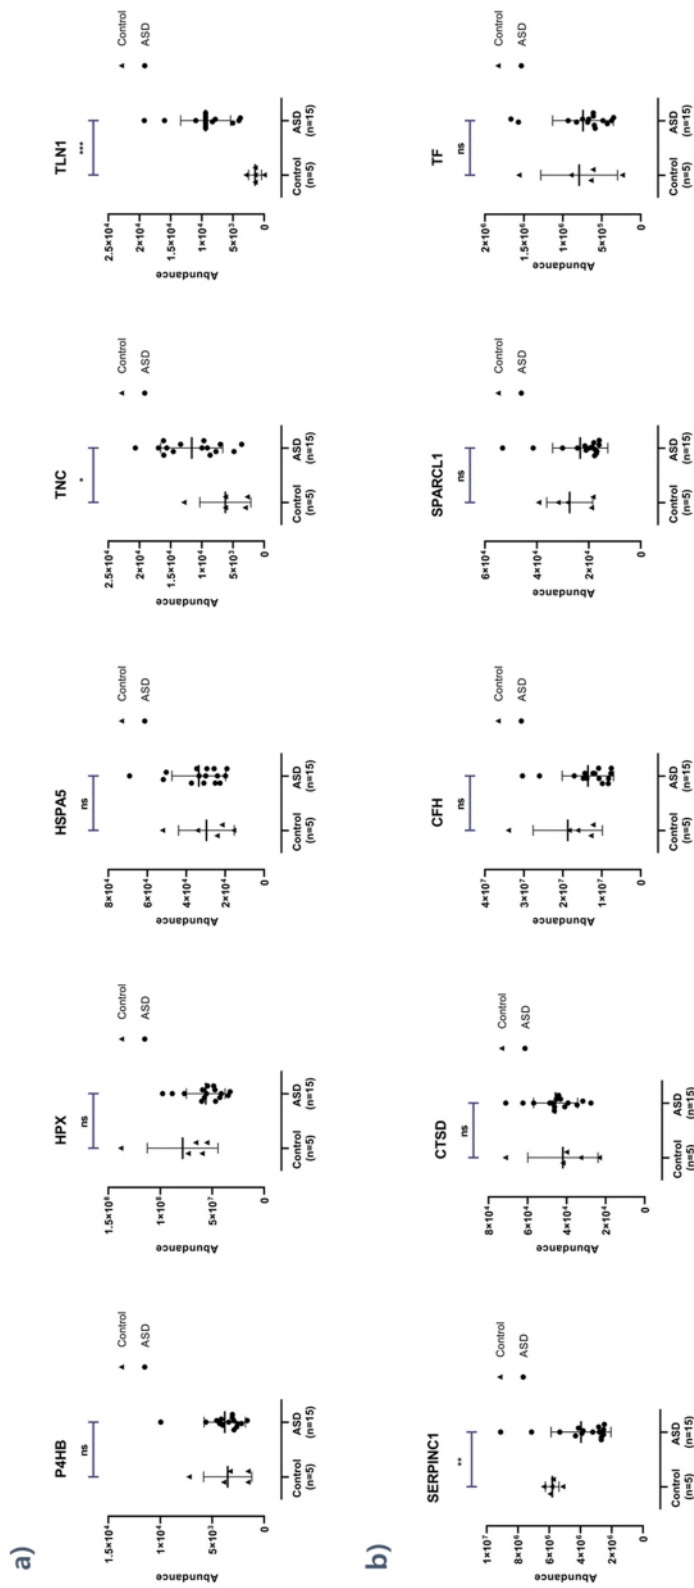 a)
P4HB
ns
Abundance
1×10⁴
5×10³
0
Control
(n=5)
ASD
(n=15)
Control
ASD
HPX
ns
Abundance
1.5×10⁸
1×10⁸
5×10⁷
0
Control
(n=5)
ASD
(n=15)
Control
ASD
HSPA5
ns
Abundance
8×10⁴
6×10⁴
4×10⁴
2×10⁴
0
Control
(n=5)
ASD
(n=15)
Control
ASD
TNC
*
Abundance
2.5×10⁴
2×10⁴
1.5×10⁴
1×10⁴
5×10³
0
Control
(n=5)
ASD
(n=15)
Control
ASD
TLN1
***
Abundance
2.5×10⁴
2×10⁴
1.5×10⁴
1×10⁴
5×10³
0
Control
(n=5)
ASD
(n=15)
Control
ASD
b)
SERPINC1
**
Abundance
1×10⁷
8×10⁶
6×10⁶
4×10⁶
2×10⁶
0
Control
(n=5)
ASD
(n=15)
Control
ASD
CTSD
ns
Abundance
8×10⁴
6×10⁴
4×10⁴
2×10⁴
0
Control
(n=5)
ASD
(n=15)
Control
ASD
CFH
ns
Abundance
4×10⁷
3×10⁷
2×10⁷
1×10⁷
0
Control
(n=5)
ASD
(n=15)
Control
ASD
SPARCL1
ns
Abundance
6×10⁴
4×10⁴
2×10⁴
0
Control
(n=5)
ASD
(n=15)
Control
ASD
TF
ns
Abundance
2×10⁶
1.5×10⁶
1×10⁶
5×10⁵
0
Control
(n=5)
ASD
(n=15)
Control
ASD